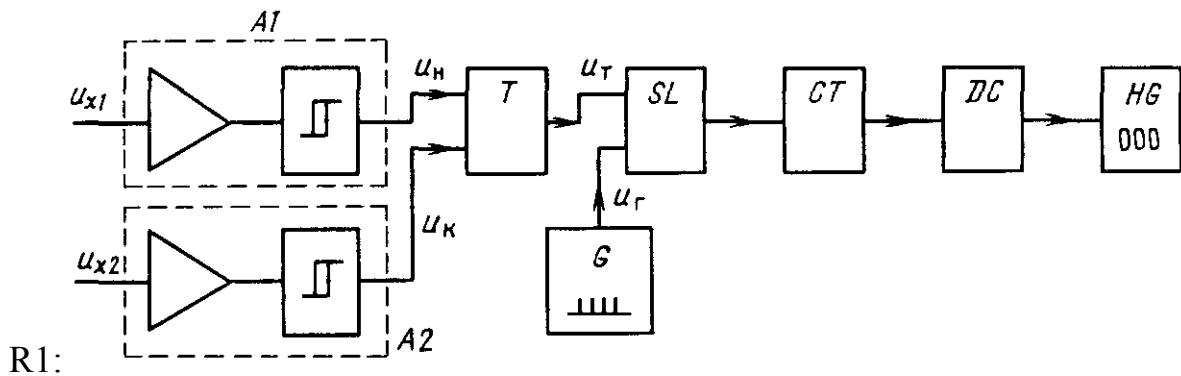 A1
u_x1
u_н
T
u_т
SL
CT
DC
HG
000
u_x2
u_к
u_г
G
A2
R1: